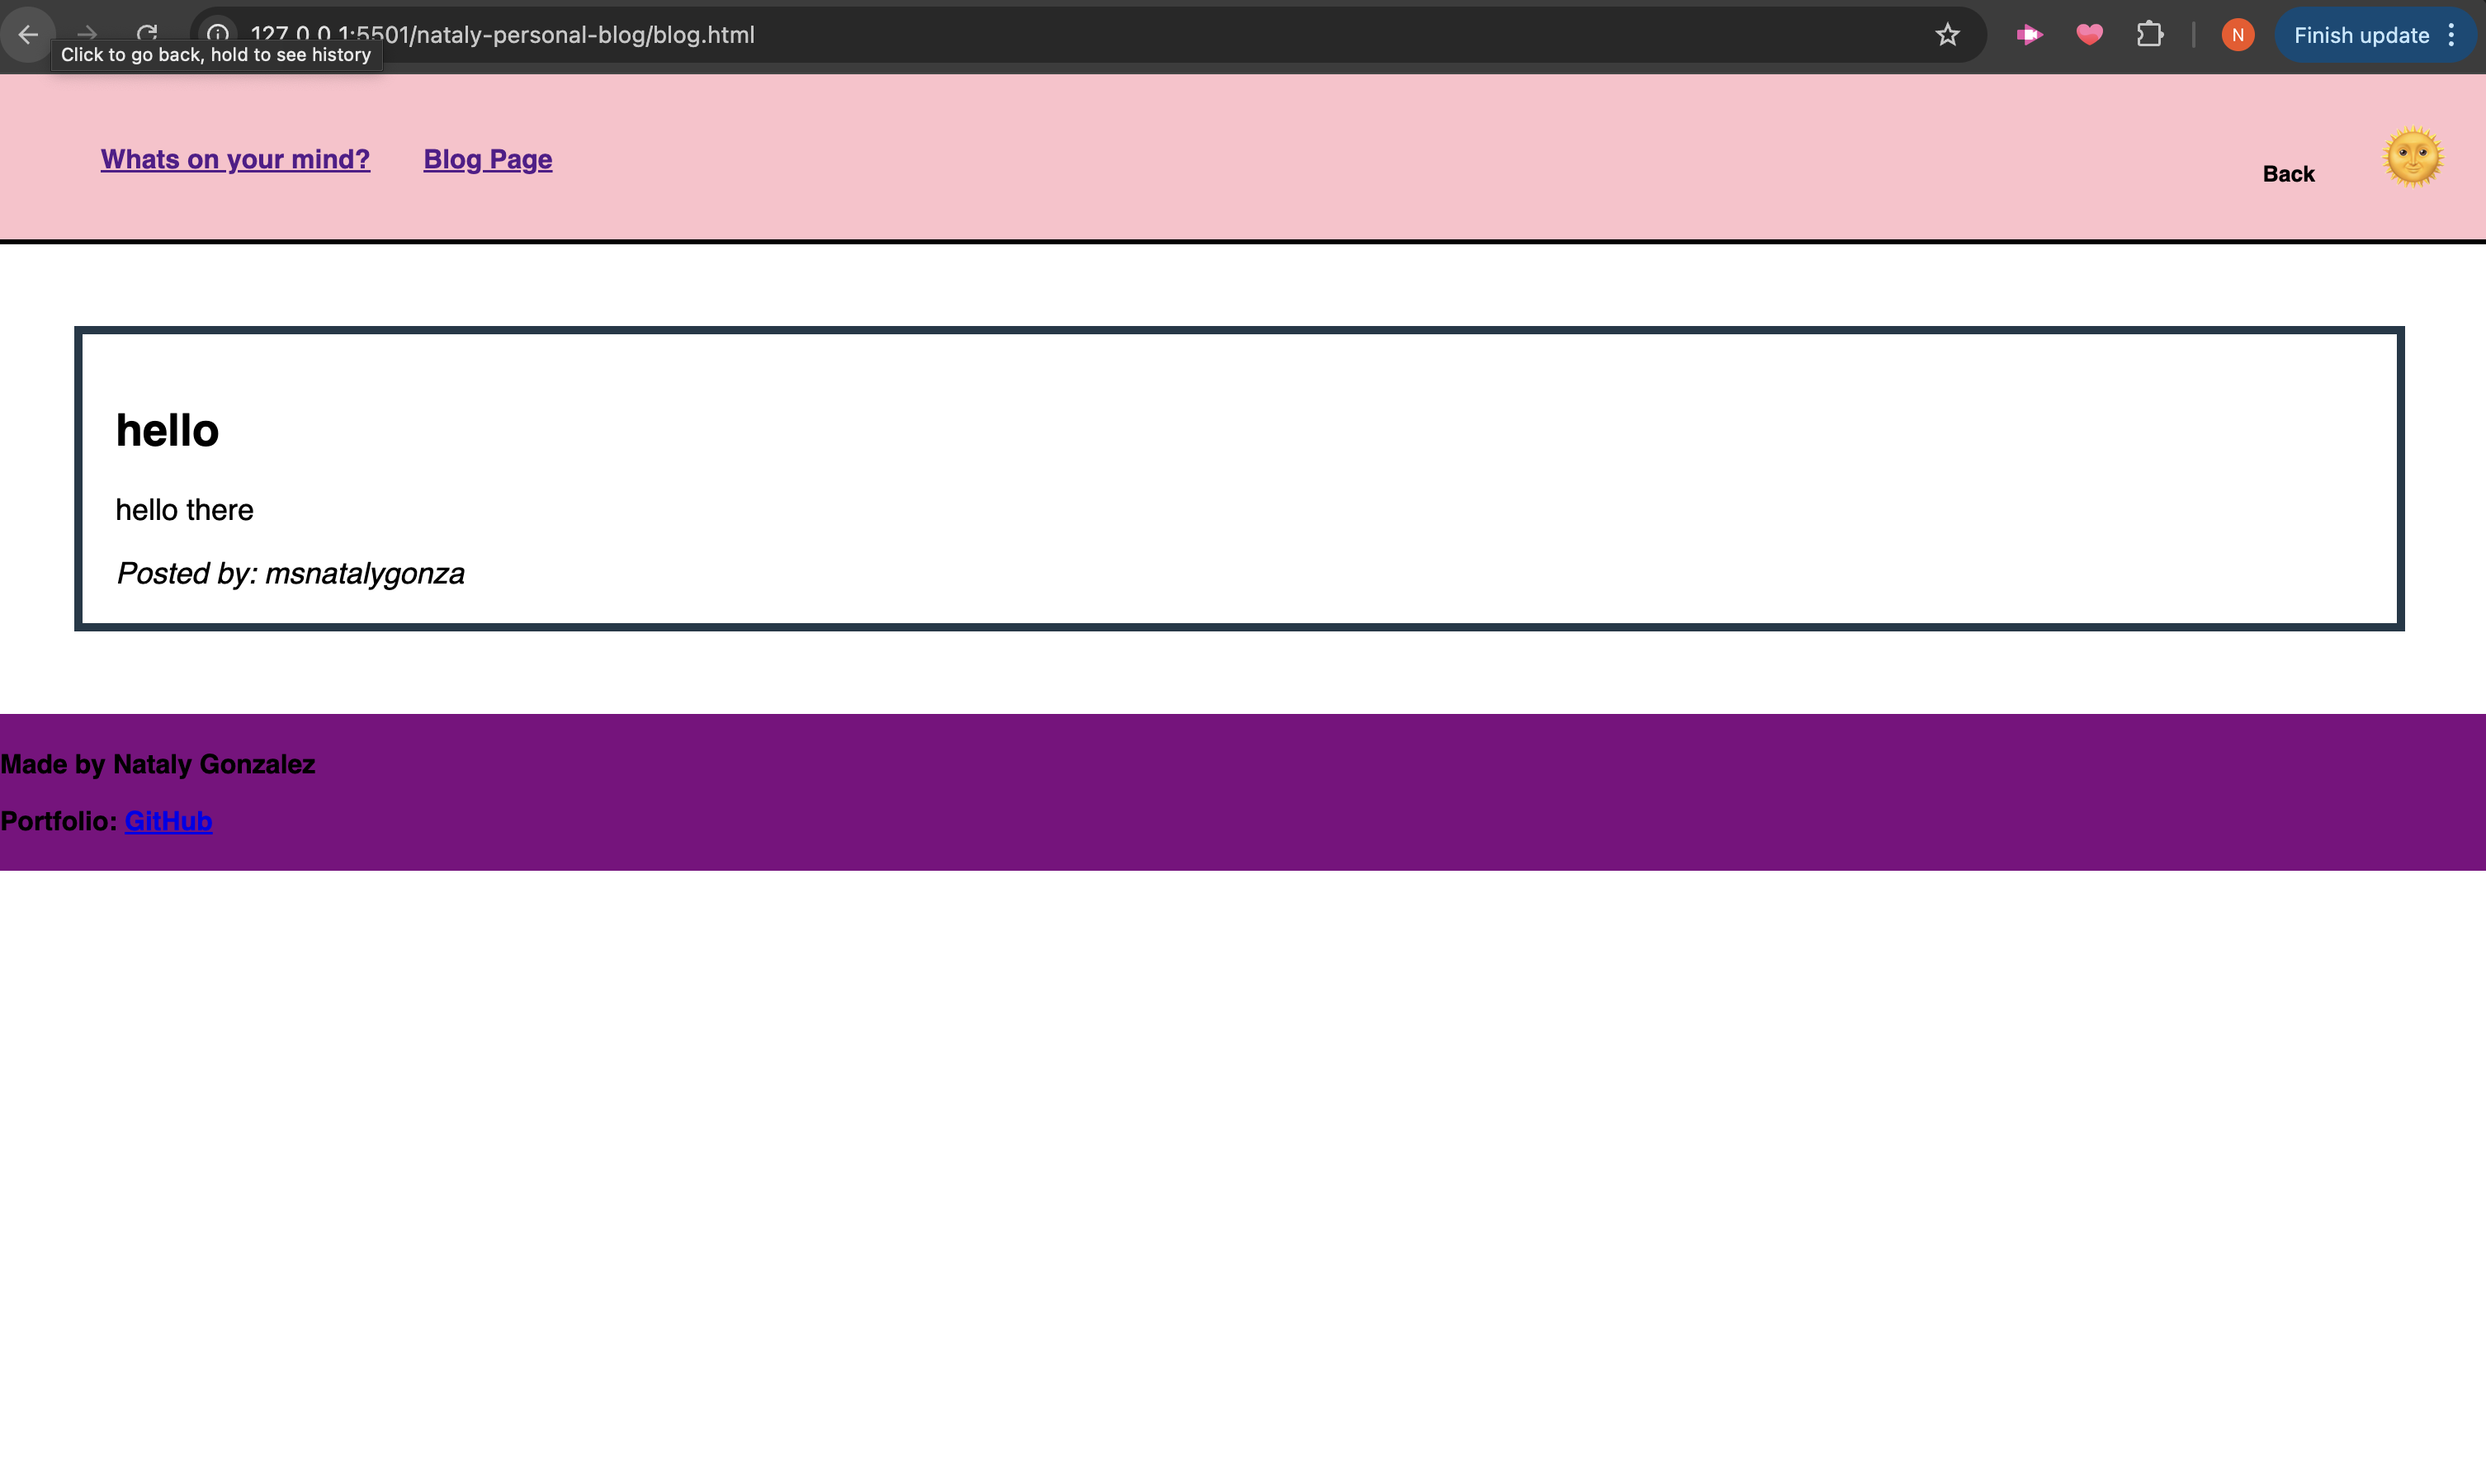 127.0.0.1:5501/nataly-personal-blog/blog.html
N
Finish update
Click to go back, hold to see history
Whats on your mind?
Blog Page
Back
hello
hello there
Posted by: msnatalygonza
Made by Nataly Gonzalez
Portfolio: GitHub